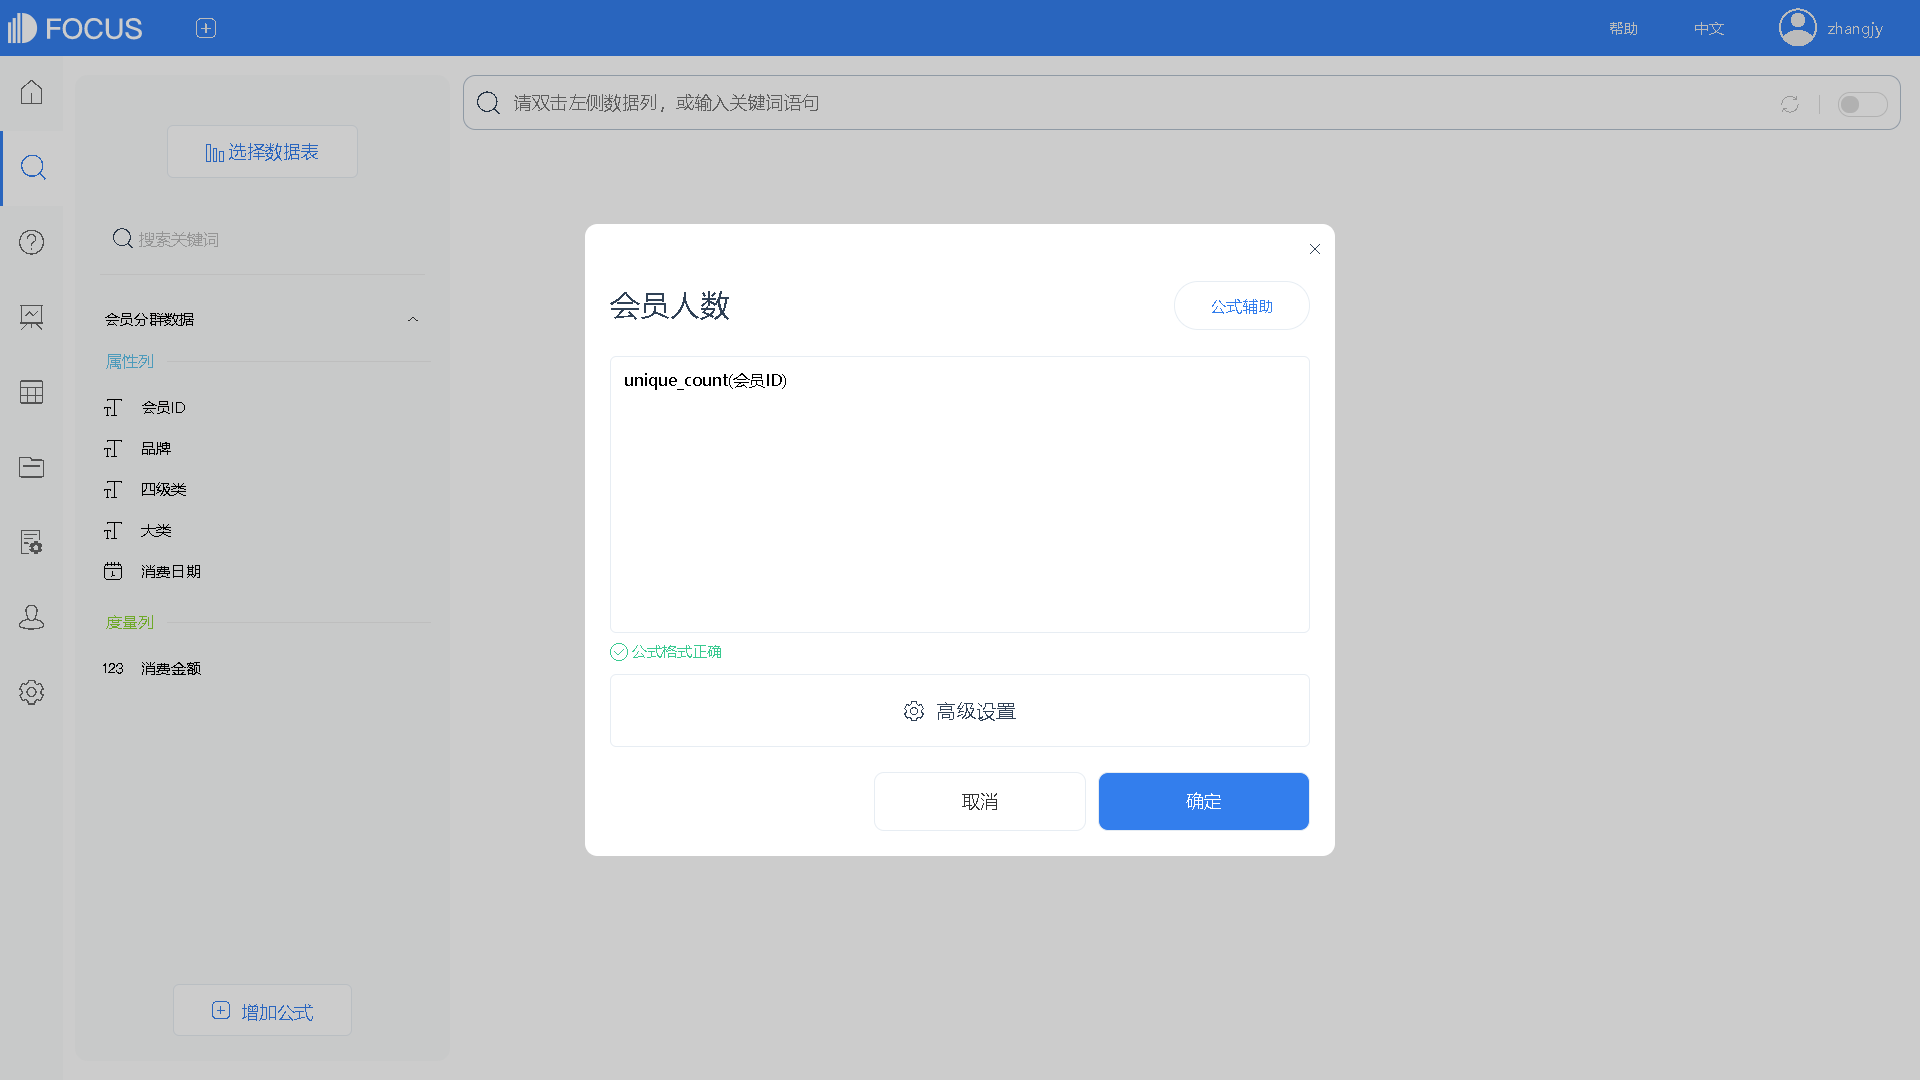 FOCUS
帮助
中文
zhangjy
选择数据表
搜索关键词
会员分群数据
属性列
会员ID
品牌
四级类
大类
消费日期
度量列
123 消费金额
增加公式
请双击左侧数据列，或输入关键词语句
会员人数
公式辅助
unique_count(会员ID)
公式格式正确
高级设置
取消
确定